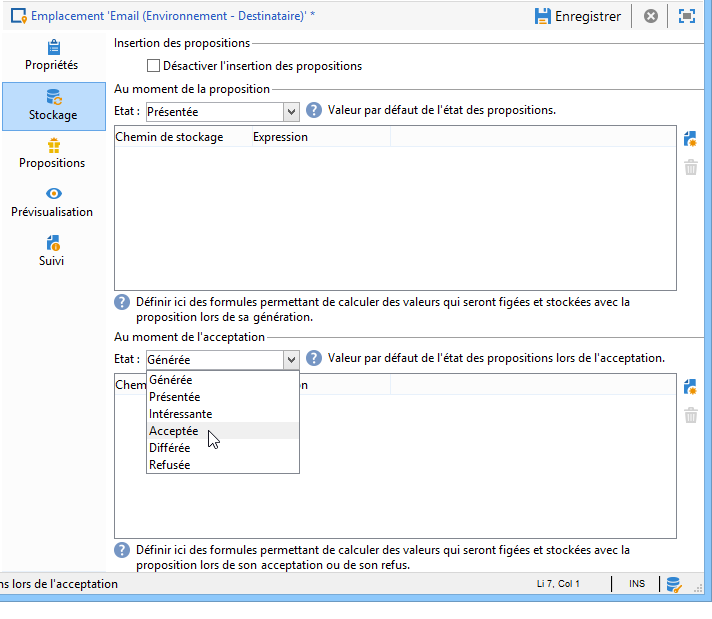 Emplacement 'Email (Environnement - Destinataire)' *
Enregistrer
Propriétés
Stockage
Propositions
Prévisualisation
Suivi
Insertion des propositions
Désactiver l'insertion des propositions
Au moment de la proposition
Etat : Présentée
? Valeur par défaut de l'état des propositions.
Chemin de stockage Expression
? Définir ici des formules permettant de calculer des valeurs qui seront figées et stockées avec la
proposition lors de sa génération.
Au moment de l'acceptation
Etat : Générée
? Valeur par défaut de l'état des propositions lors de l'acceptation.
Chem
n
Générée
Présentée
Intéressante
Acceptée
Différée
Refusée
? Définir ici des formules permettant de calculer des valeurs qui seront figées et stockées avec la
proposition lors de son acceptation ou de son refus.
ns lors de l'acceptation
Li 7, Col 1
INS